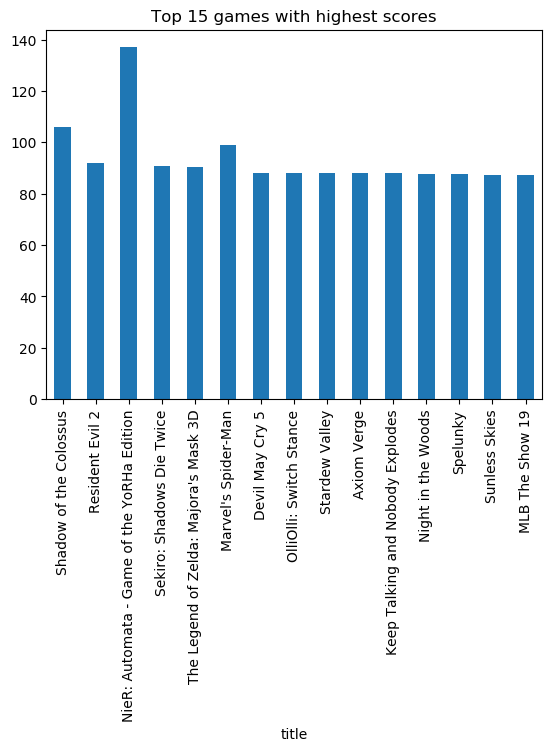 Top 15 games with highest scores
140
120
100
80
60
40
20
0
Shadow of the Colossus
Resident Evil 2
NieR: Automata - Game of the YoRHa Edition
Sekiro: Shadows Die Twice
The Legend of Zelda: Majora's Mask 3D
Marvel's Spider-Man
Devil May Cry 5
OlliOlli: Switch Stance
Stardew Valley
Axiom Verge
Keep Talking and Nobody Explodes
Night in the Woods
Spelunky
Sunless Skies
MLB The Show 19
title